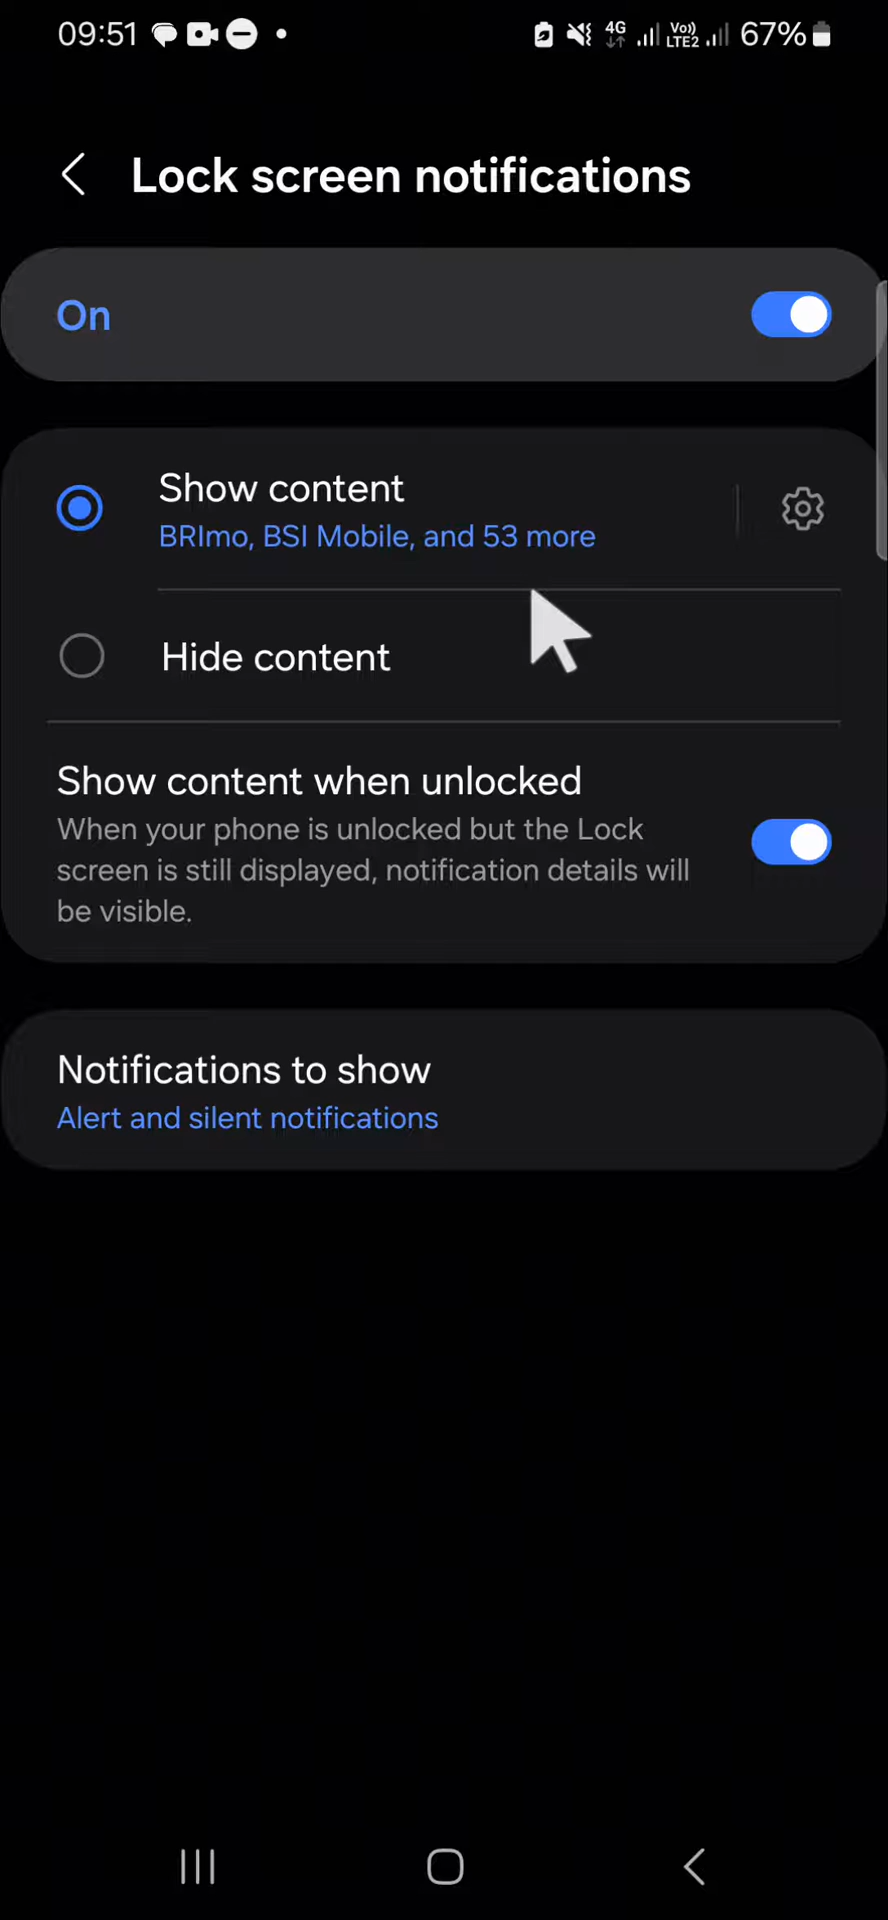 09:51 4G Vo)) LTE2 67%
Lock screen notifications
On
Show content
BRImo, BSI Mobile, and 53 more
Hide content
Show content when unlocked
When your phone is unlocked but the Lock
screen is still displayed, notification details will
be visible.
Notifications to show
Alert and silent notifications